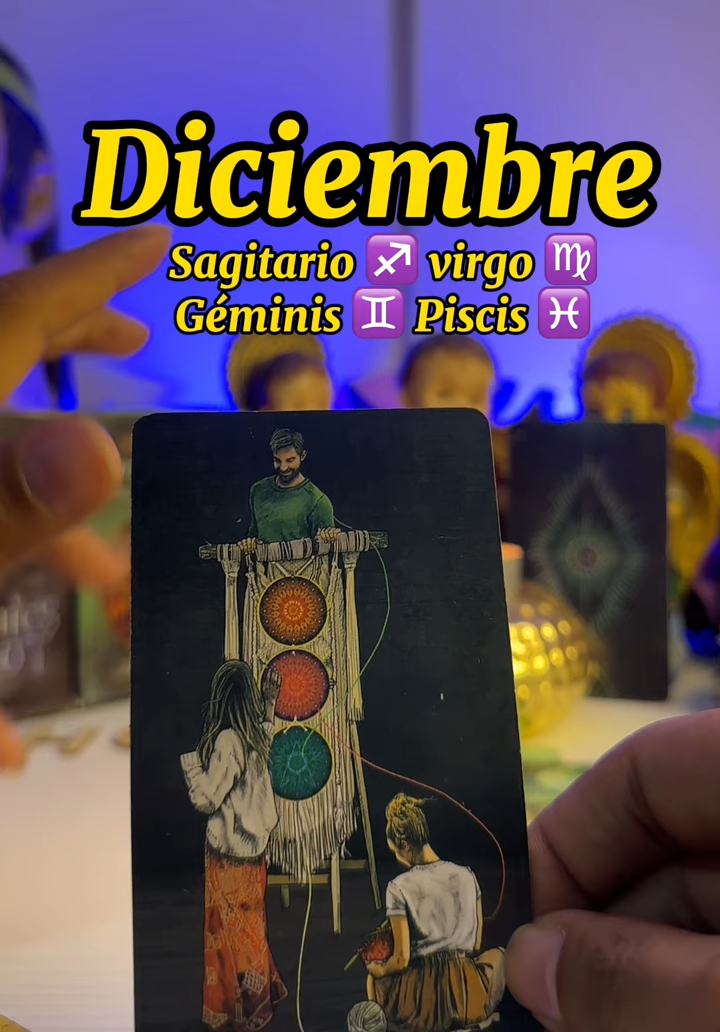 Diciembre
Sagitario ♐ virgo ♍
Géminis ♊ Piscis ♓